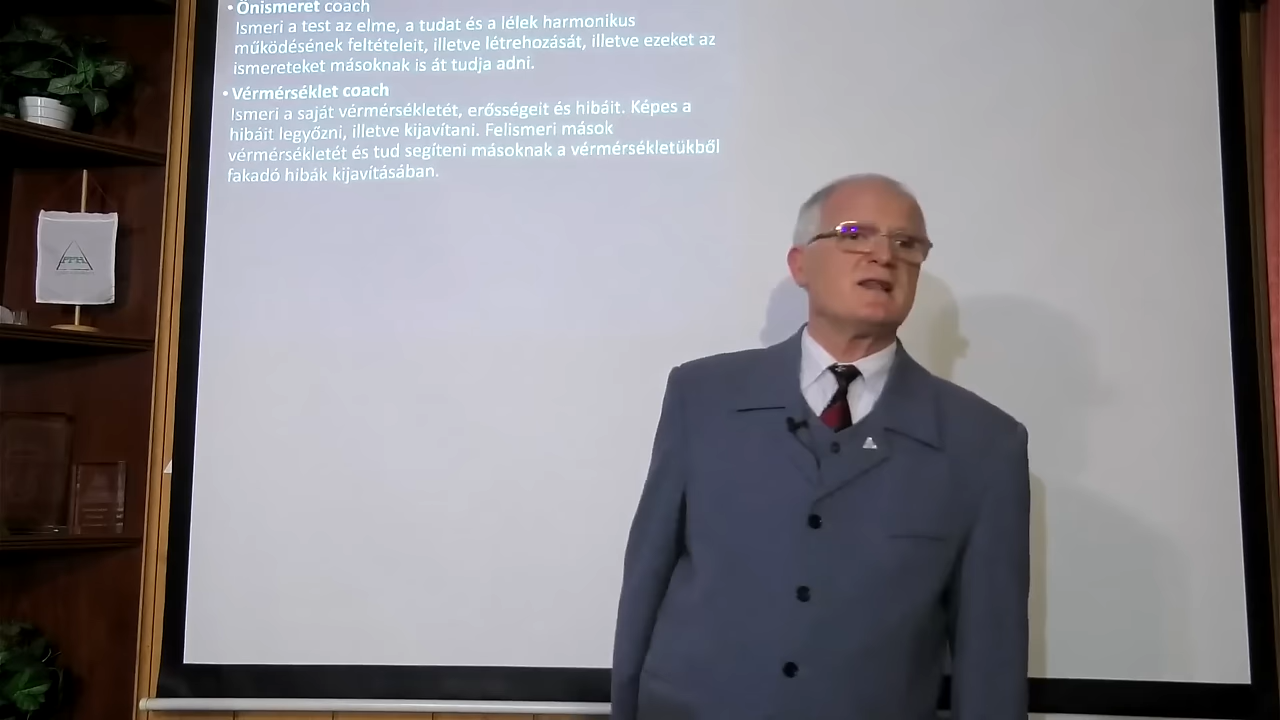 • Önismeret coach
Ismeri a test az elme, a tudat és a lélek harmonikus
működésének feltételeit, illetve létrehozását, illetve ezeket az
ismereteket másoknak is át tudja adni.
• Vérmérséklet coach
Ismeri a saját vérmérsékletét, erősségeit és hibáit. Képes a
hibáit legyőzni, illetve kijavítani. Felismeri mások
vérmérsékletét és tud segíteni másoknak a vérmérsékletükből
fakadó hibák kijavításában.